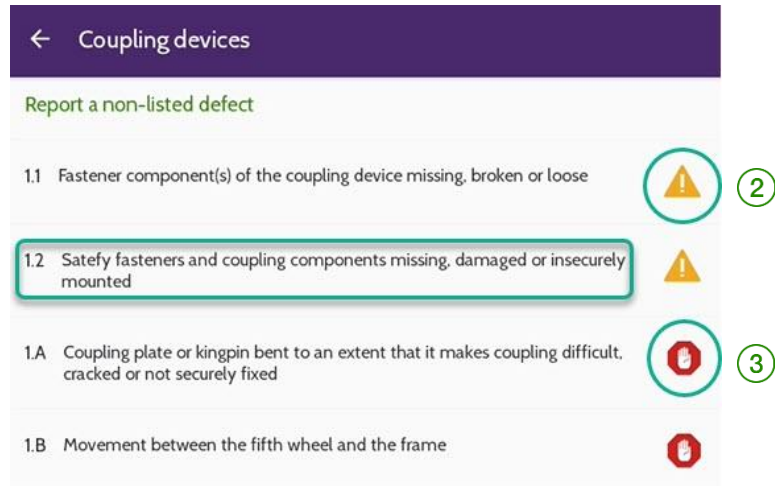 Coupling devices
Report a non-listed defect
1.1 Fastener component(s) of the coupling device missing, broken or loose
2
1.2 Satefy fasteners and coupling components missing, damaged or insecurely
mounted
1.A Coupling plate or kingpin bent to an extent that it makes coupling difficult,
cracked or not securely fixed
3
1.B Movement between the fifth wheel and the frame